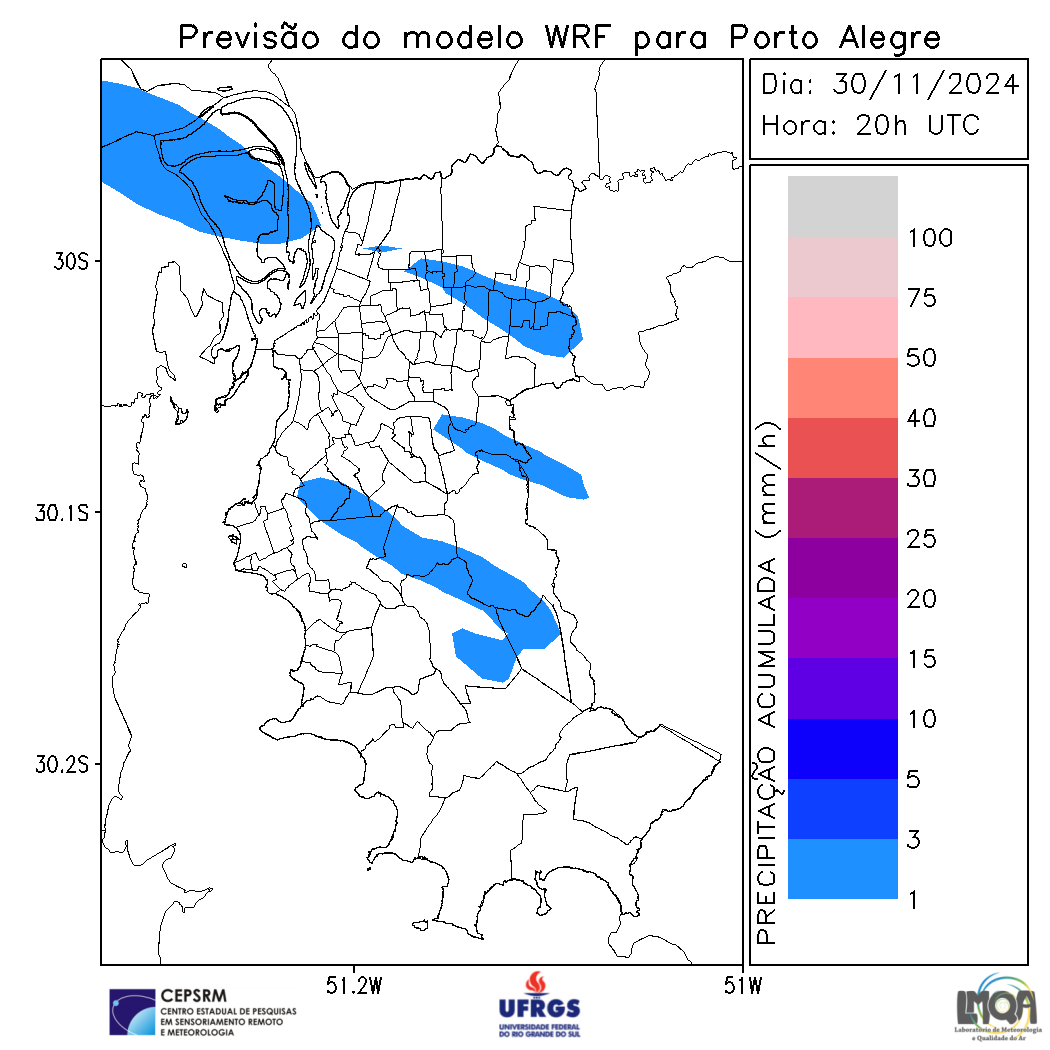 Previsão do modelo WRF para Porto Alegre
Dia: 30/11/2024
Hora: 20h UTC
PRECIPITAÇÃO ACUMULADA (mm/h)
100
75
50
40
30
25
20
15
10
5
3
1
30S
30.1S
30.2S
51.2W
51W
CEPSRM
CENTRO ESTADUAL DE PESQUISAS
EM SENSORIAMENTO REMOTO
E METEOROLOGIA
UFRGS
UNIVERSIDADE FEDERAL
DO RIO GRANDE DO SUL
LMQA
Laboratório de Meteorologia
e Qualidade do Ar